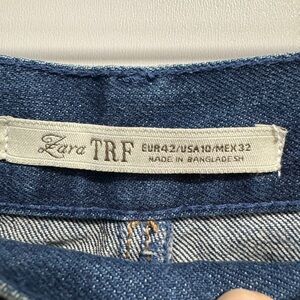 Zara TRF
EUR42/USA10/MEX32
MADE IN BANGLADESH